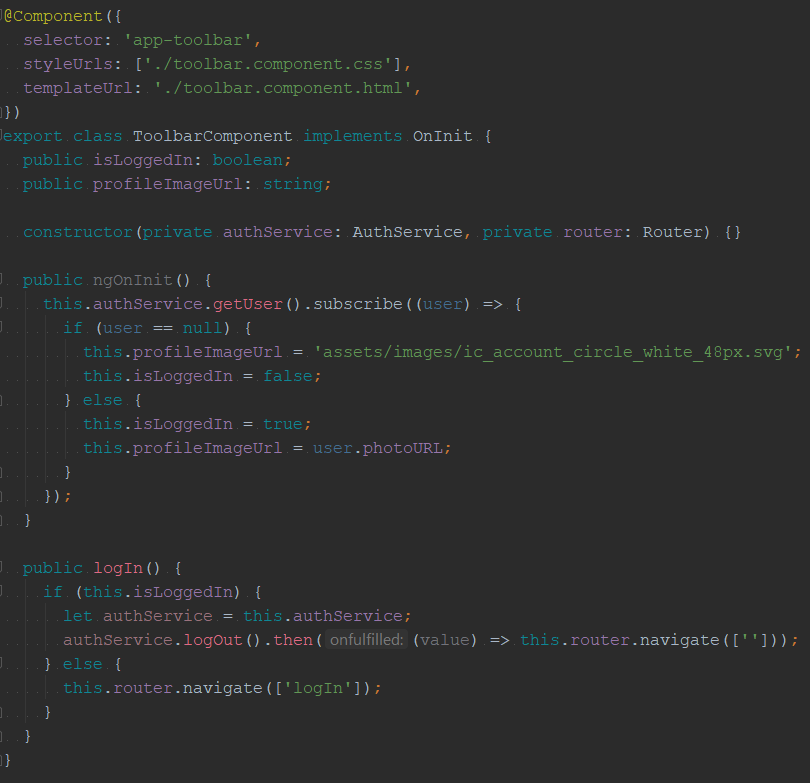 @Component({
  selector: 'app-toolbar',
  styleUrls: ['./toolbar.component.css'],
  templateUrl: './toolbar.component.html',
})
export class ToolbarComponent implements OnInit {
  public isLoggedIn: boolean;
  public profileImageUrl: string;

  constructor(private authService: AuthService, private router: Router) {}

  public ngOnInit() {
    this.authService.getUser().subscribe((user) => {
      if (user == null) {
        this.profileImageUrl = 'assets/images/ic_account_circle_white_48px.svg';
        this.isLoggedIn = false;
      } else {
        this.isLoggedIn = true;
        this.profileImageUrl = user.photoURL;
      }
    });
  }

  public logIn() {
    if (this.isLoggedIn) {
      let authService = this.authService;
      authService.logOut().then( onfulfilled: (value) => this.router.navigate(['']));
    } else {
      this.router.navigate(['logIn']);
    }
  }
}